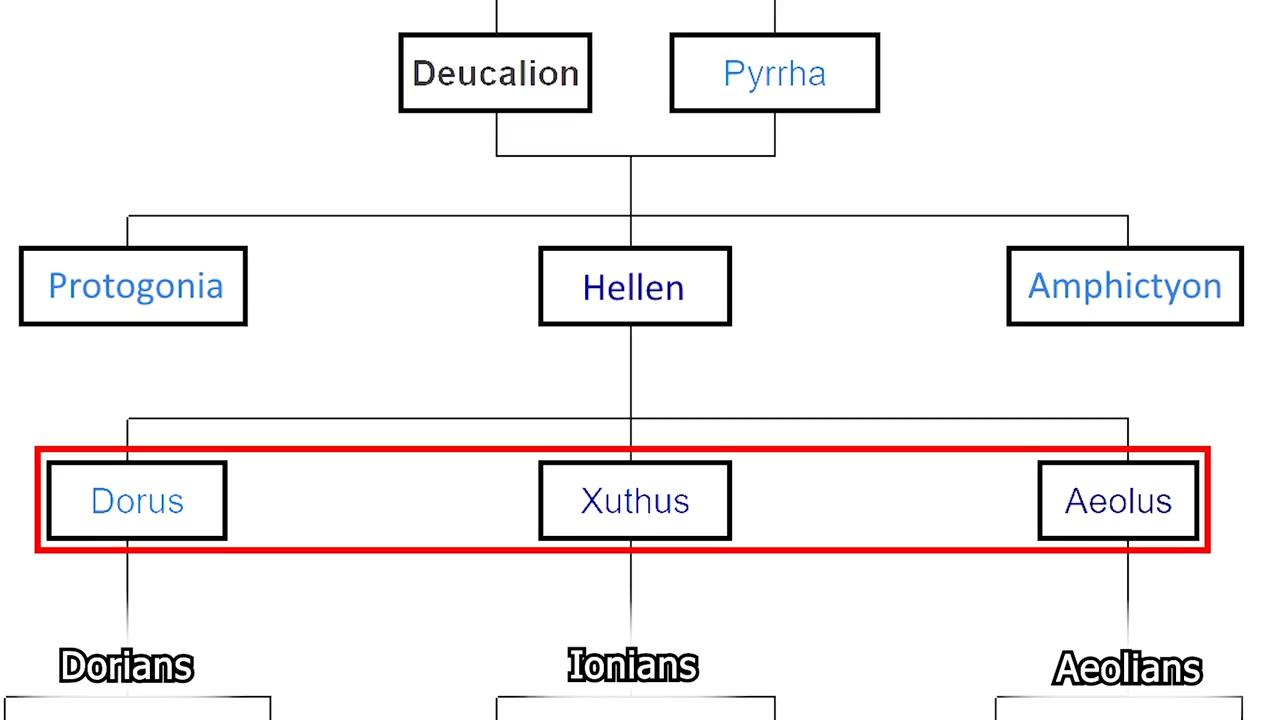 Deucalion
Pyrrha
Protogonia
Hellen
Amphictyon
Dorus
Xuthus
Aeolus
Dorians
Ionians
Aeolians